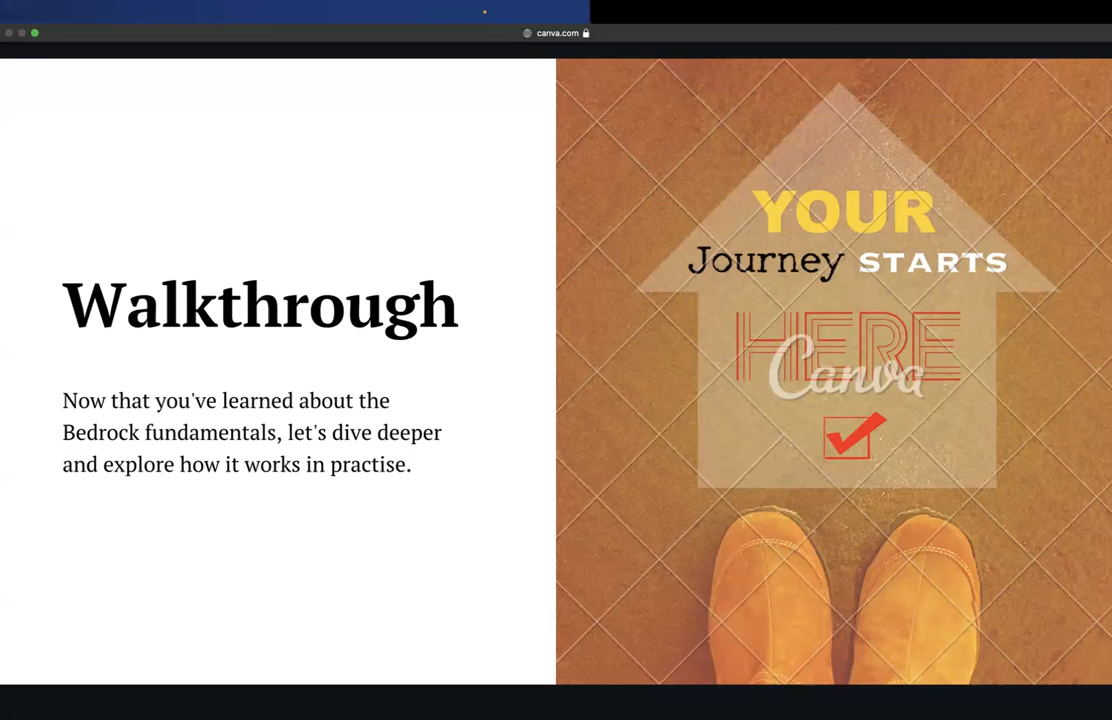 canva.com
Walkthrough
Now that you've learned about the
Bedrock fundamentals, let's dive deeper
and explore how it works in practise.
YOUR
Journey STARTS
HERE
Canva